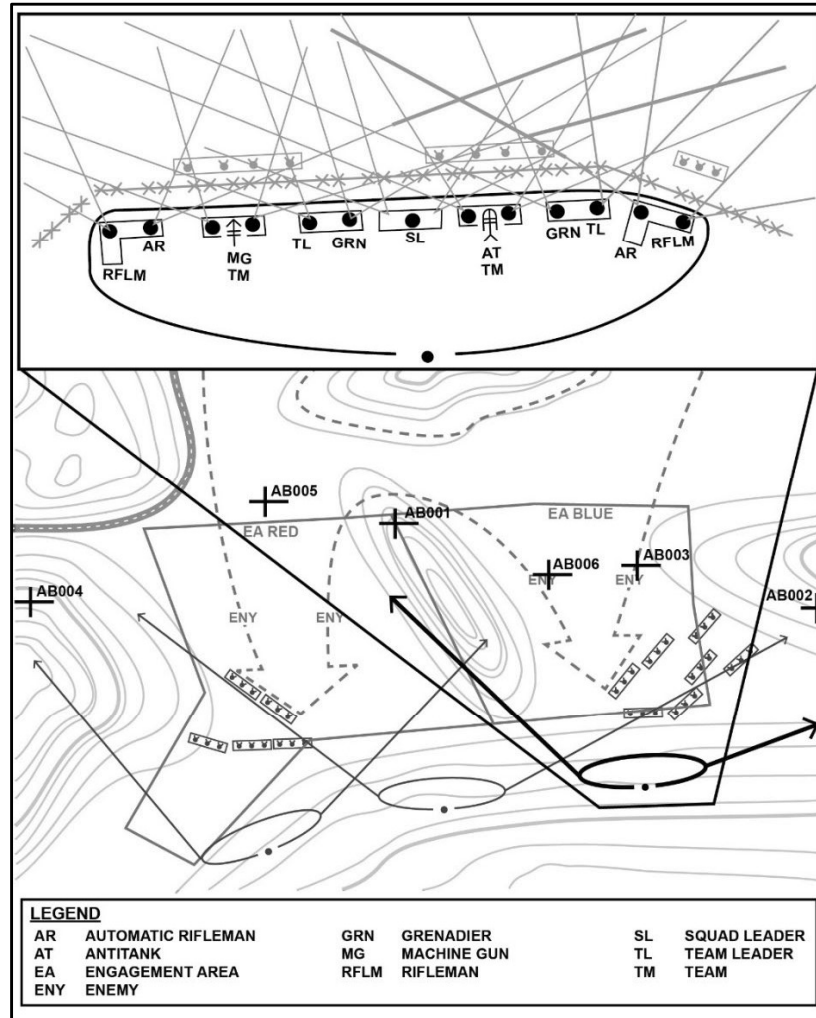 AR
MG
TM
TL
GRN
SL
AT
TM
GRN
TL
RFLM
AR
RFLM
AB005
AB001
EA RED
EA BLUE
AB006
AB003
ENY
ENY
AB004
AB002
ENY
ENY
LEGEND
AR AUTOMATIC RIFLEMAN
AT ANTITANK
EA ENGAGEMENT AREA
ENY ENEMY
GRN GRENADIER
MG MACHINE GUN
RFLM RIFLEMAN
SL SQUAD LEADER
TL TEAM LEADER
TM TEAM